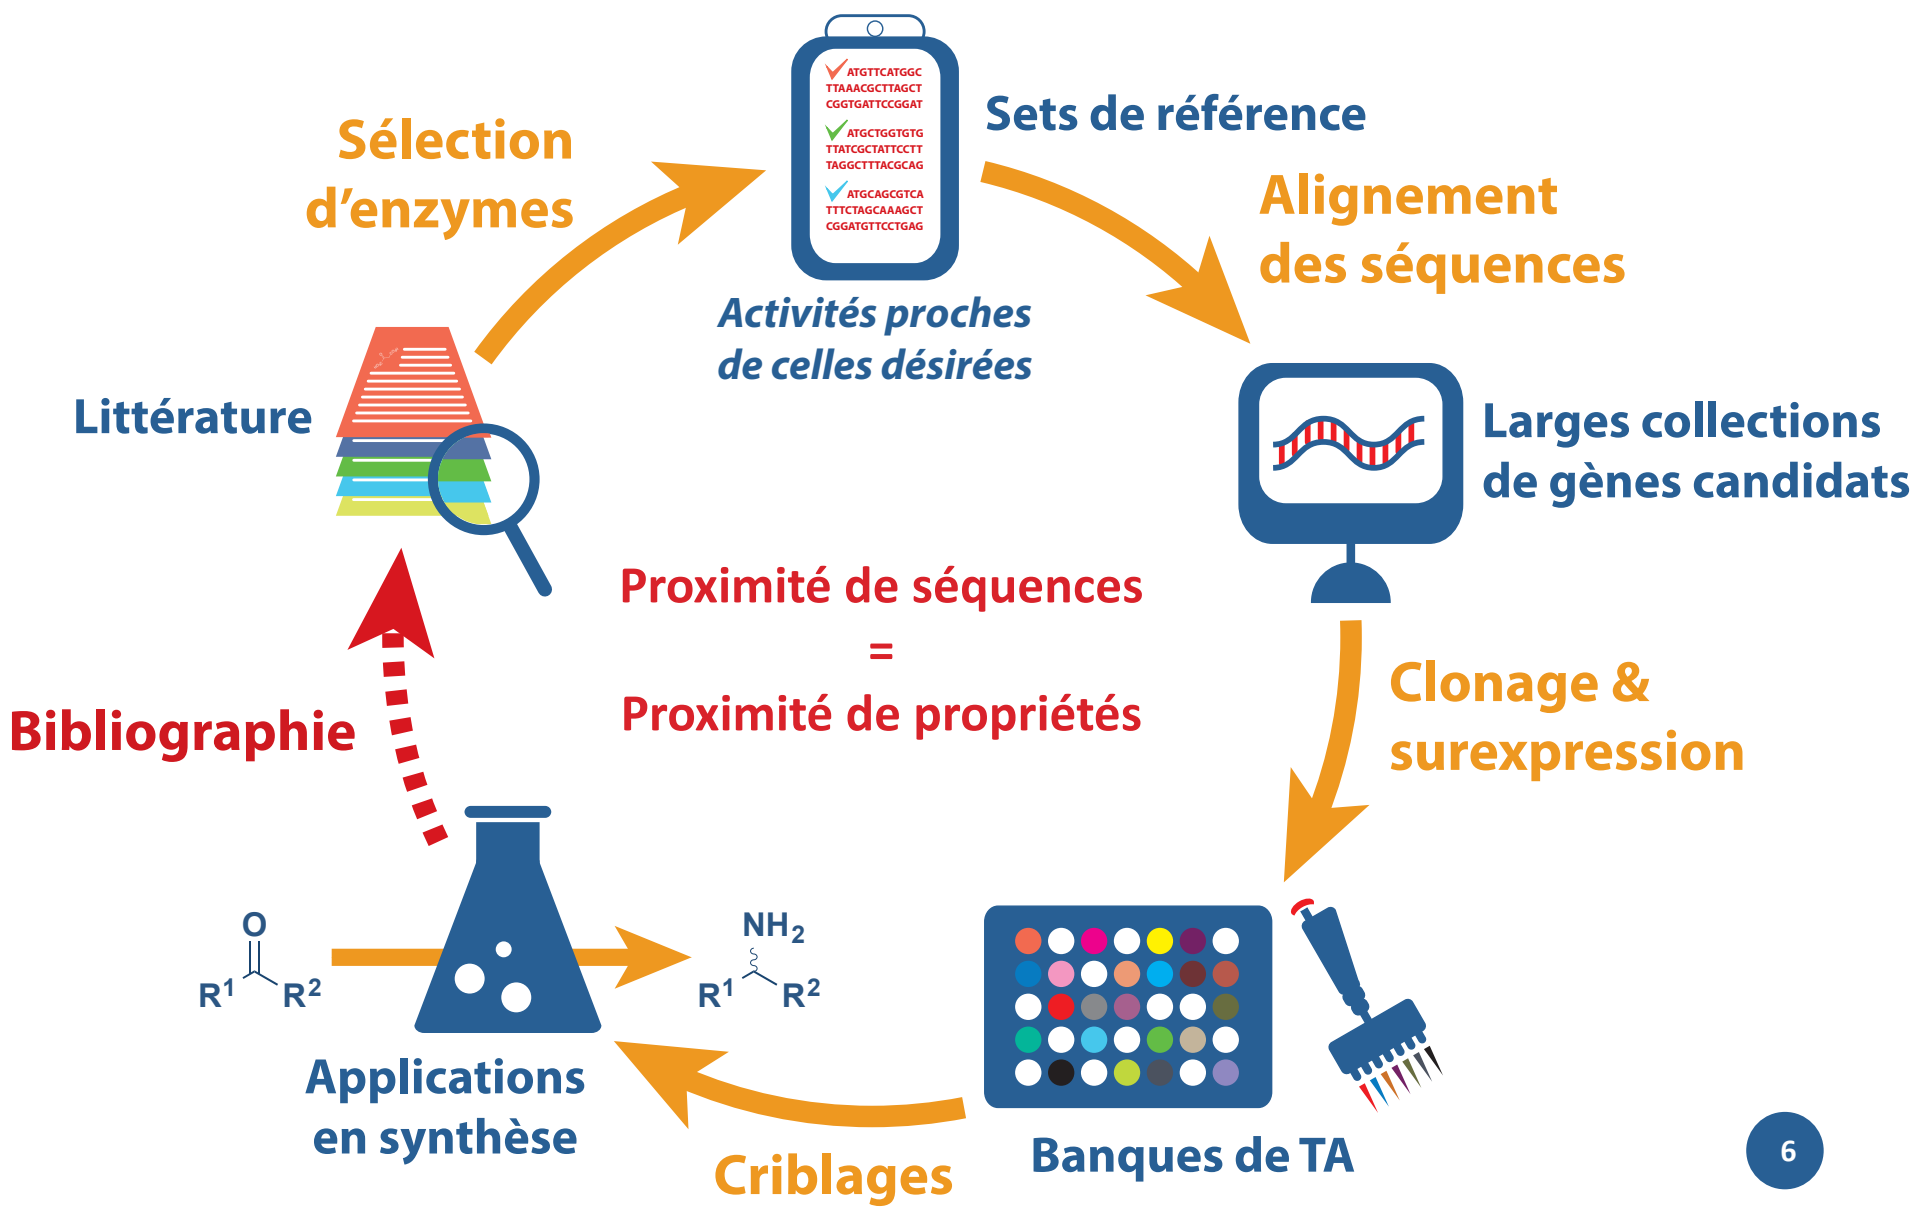 ATGTTCATGGC
TTAAACGCTTAGCT
CGGTGATTCCGGAT
ATGCTGGTGTG
TTATCGCTATTCCTT
TAGGCTTTACGCAG
ATGCAGCGTCA
TTTCTAGCAAAGCT
CGGATGTTCCTGAG
Sets de référence
Sélection
d’enzymes
Alignement
des séquences
Activités proches
de celles désirées
Littérature
Larges collections
de gènes candidats
Proximité de séquences
=
Proximité de propriétés
Clonage &
surexpression
Bibliographie
O
R1 R2
NH2
R1 R2
Applications
en synthèse
Criblages
Banques de TA
6